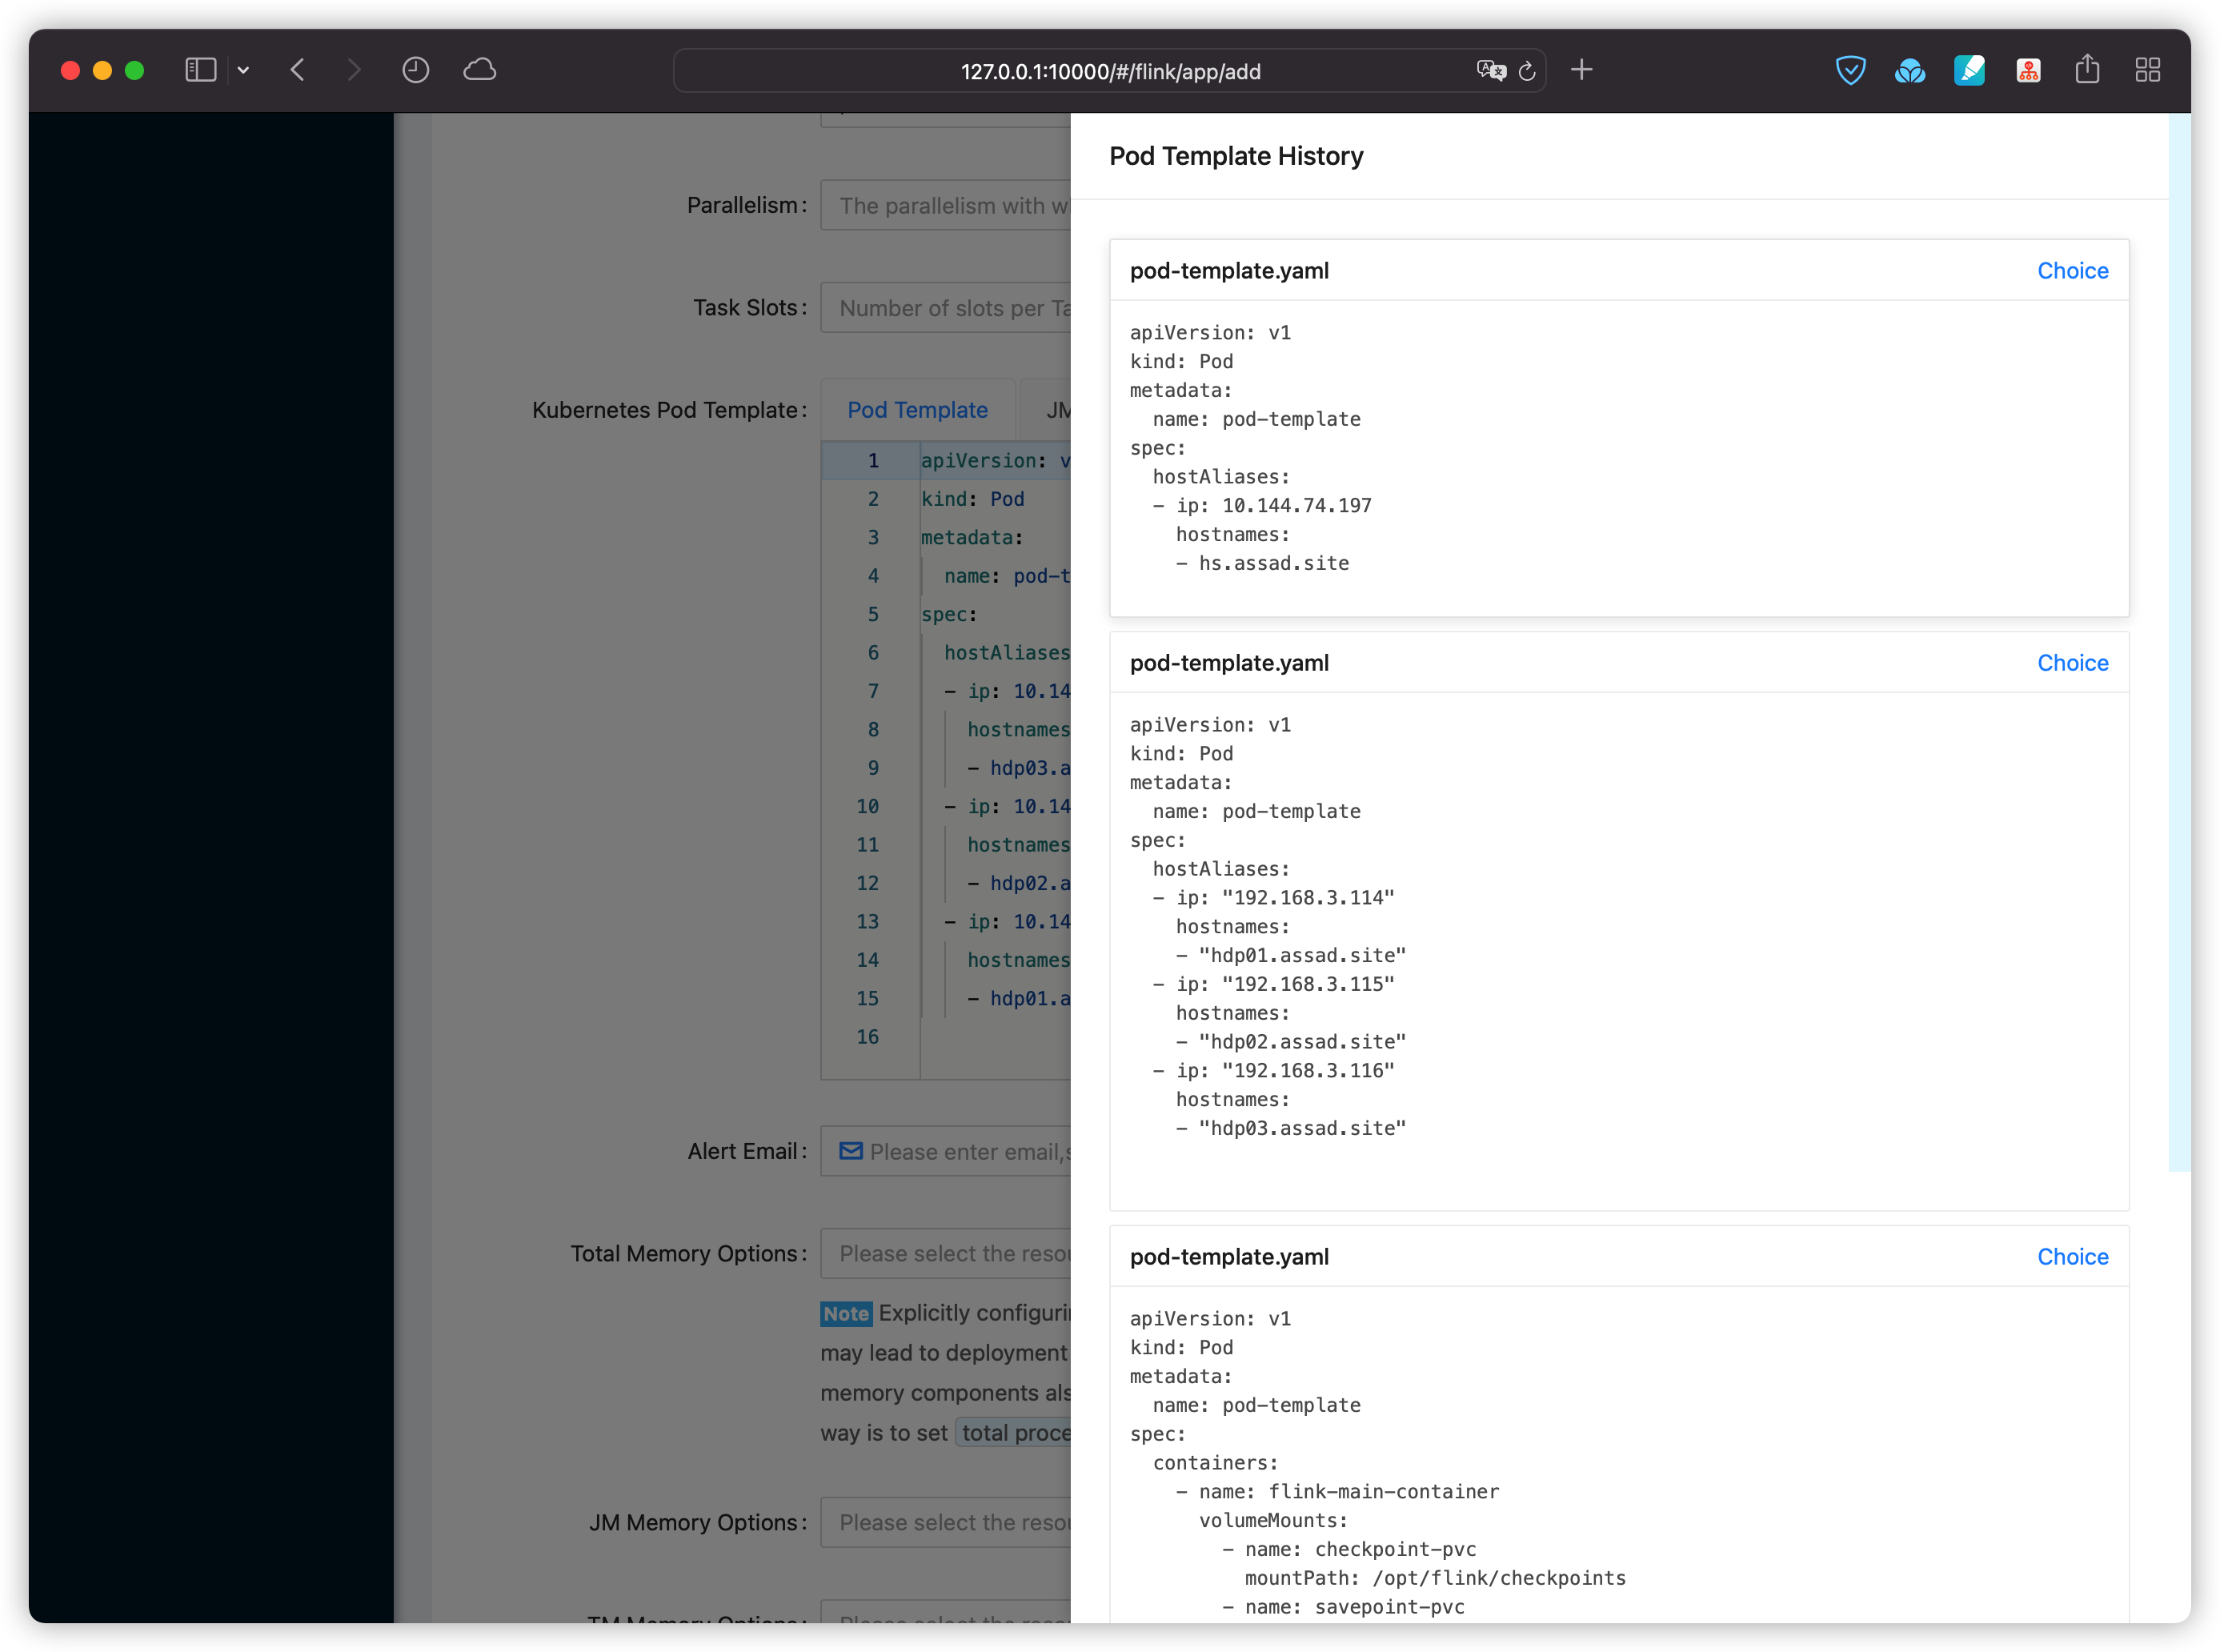 127.0.0.1:10000/#/flink/app/add
Parallelism:
The parallelism with w
Task Slots:
Number of slots per Ta
Kubernetes Pod Template:
Pod Template
JM
1 apiVersion: v
2 kind: Pod
3 metadata:
4 name: pod-t
5 spec:
6 hostAliases
7 - ip: 10.14
8 hostnames
9 - hdp03.a
10 - ip: 10.14
11 hostnames
12 - hdp02.a
13 - ip: 10.14
14 hostnames
15 - hdp01.a
16
Alert Email:
Please enter email,s
Total Memory Options:
Please select the resou
Note Explicitly configurin
may lead to deployment
memory components als
way is to set total proce
JM Memory Options:
Please select the resou
TM Memory Options:
Please select the resou
Pod Template History
pod-template.yaml
Choice
apiVersion: v1
kind: Pod
metadata:
name: pod-template
spec:
hostAliases:
- ip: 10.144.74.197
hostnames:
- hs.assad.site
pod-template.yaml
Choice
apiVersion: v1
kind: Pod
metadata:
name: pod-template
spec:
hostAliases:
- ip: "192.168.3.114"
hostnames:
- "hdp01.assad.site"
- ip: "192.168.3.115"
hostnames:
- "hdp02.assad.site"
- ip: "192.168.3.116"
hostnames:
- "hdp03.assad.site"
pod-template.yaml
Choice
apiVersion: v1
kind: Pod
metadata:
name: pod-template
spec:
containers:
- name: flink-main-container
volumeMounts:
- name: checkpoint-pvc
mountPath: /opt/flink/checkpoints
- name: savepoint-pvc